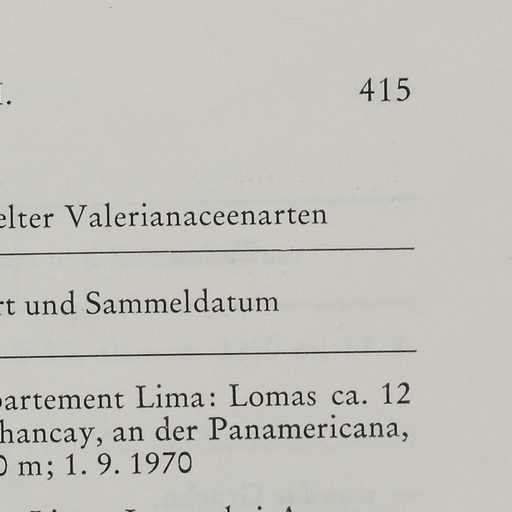 415
elter Valerianaceenarten
rt und Sammeldatum
partement Lima: Lomas ca. 12
hancay, an der Panamericana,
0 m; 1. 9. 1970